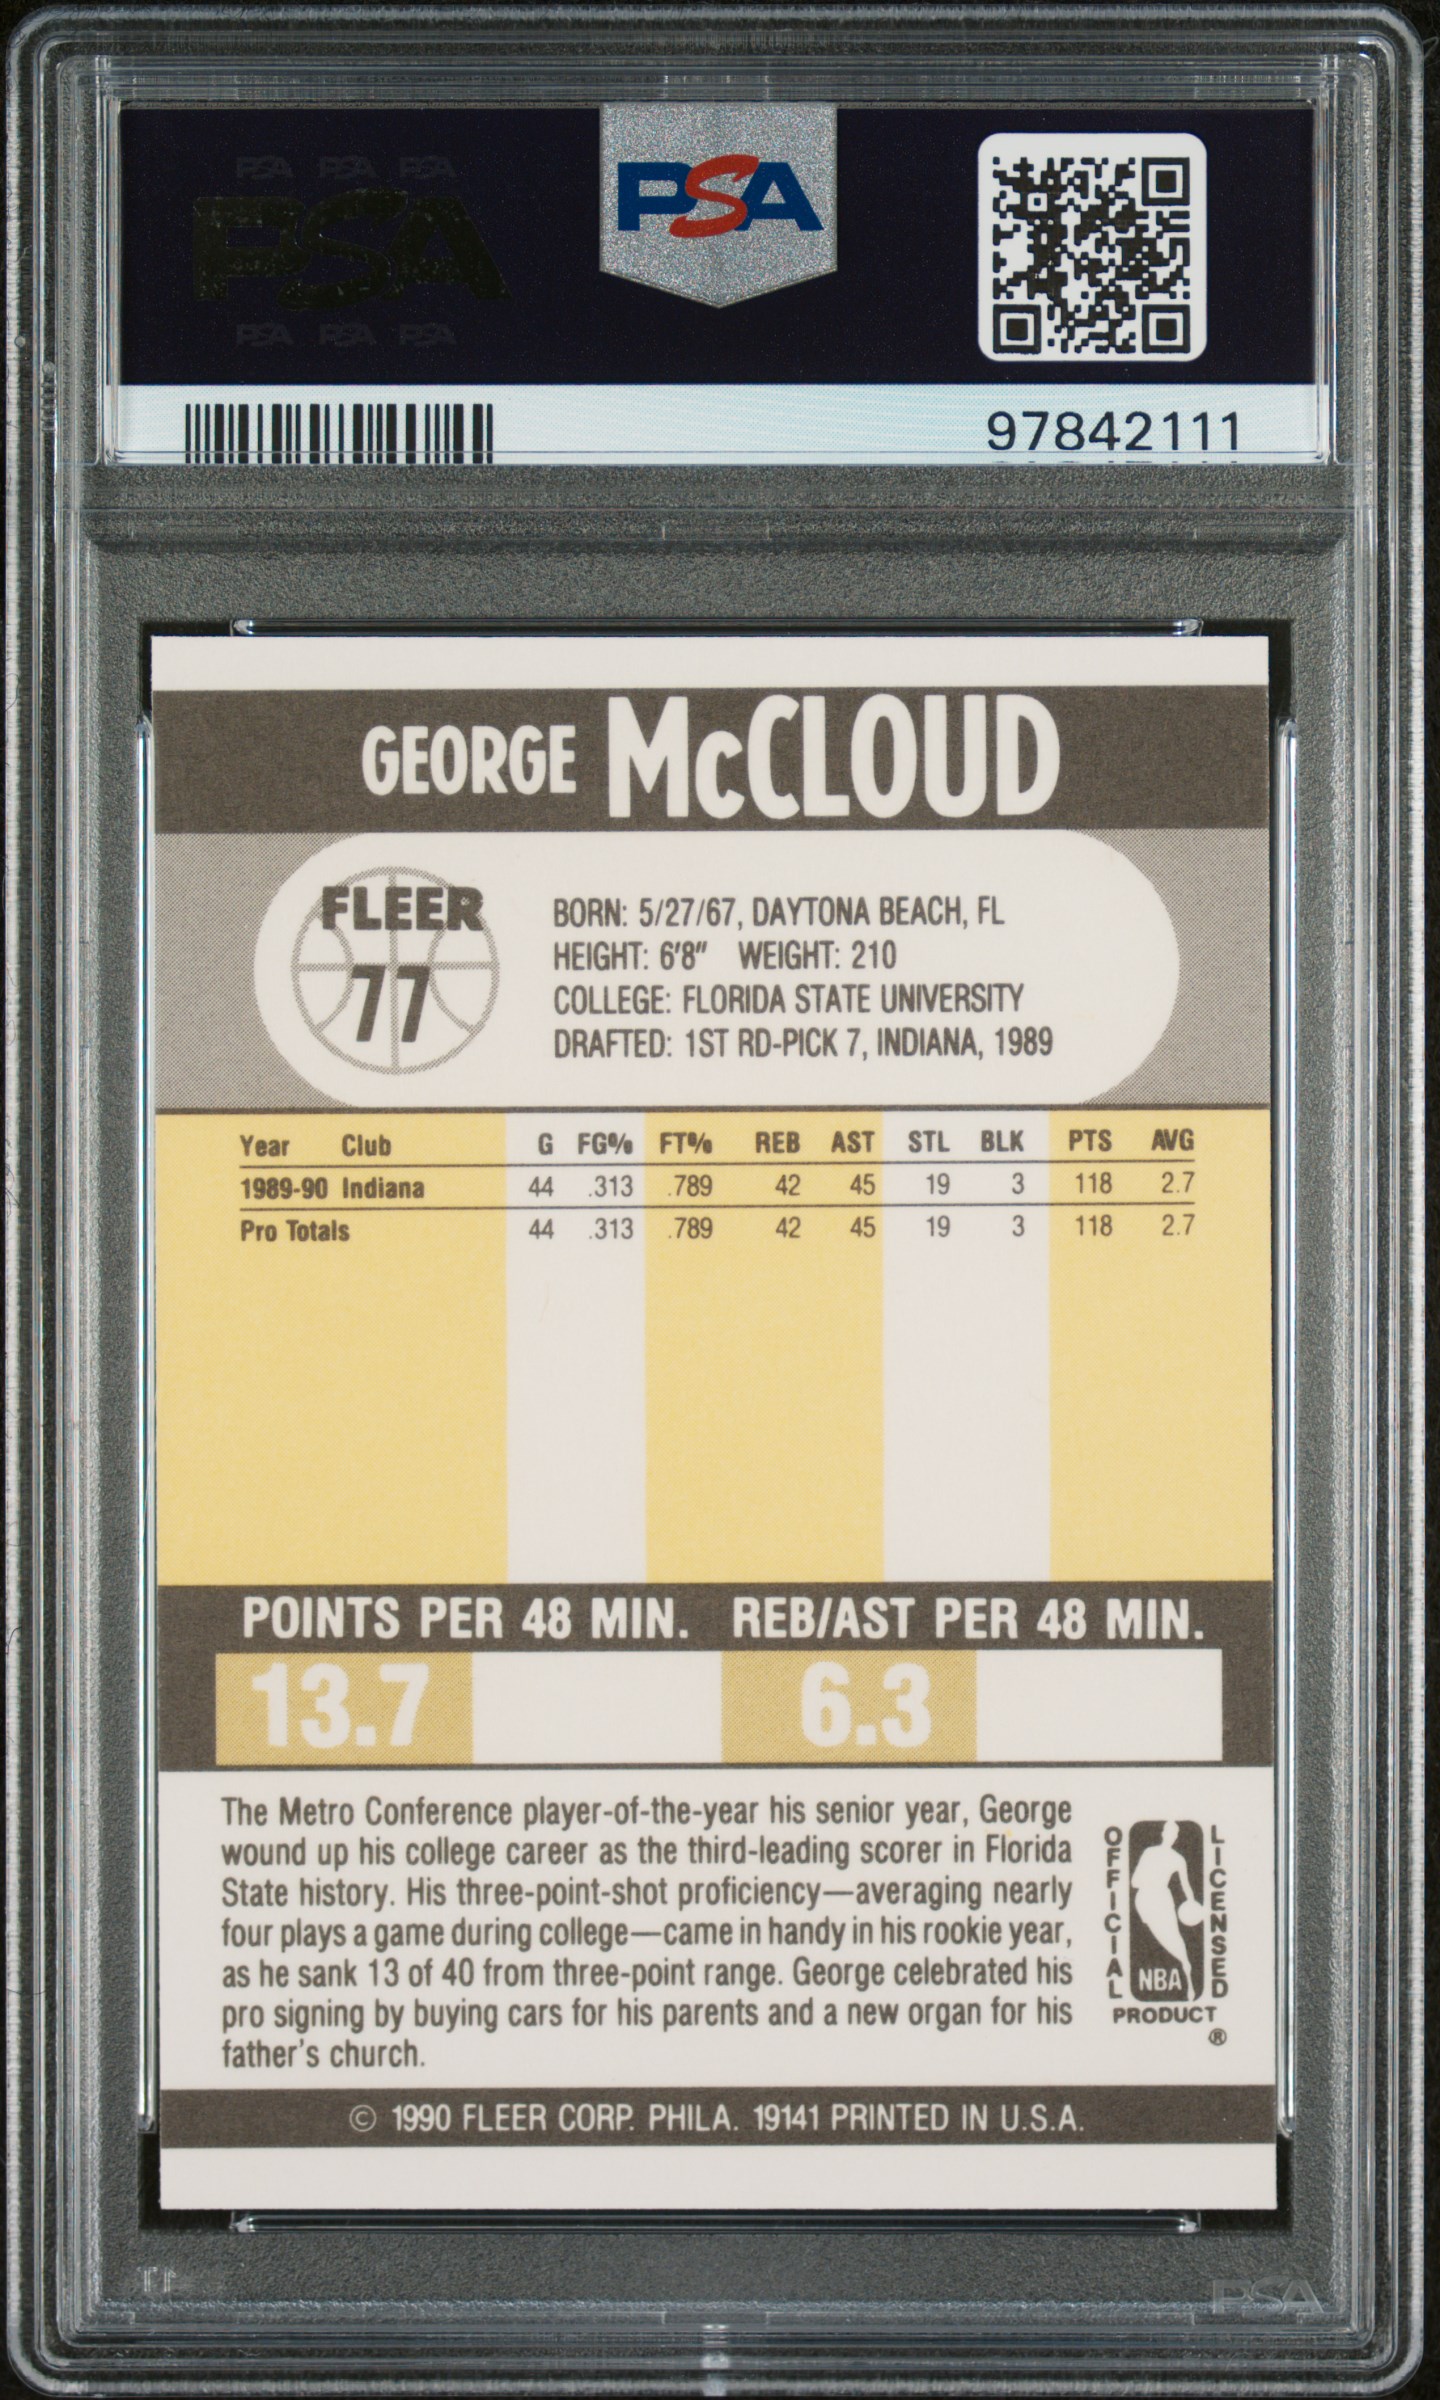 PSA PSA PSA
PSA
PSA PSA PSA
PSA
97842111
GEORGE McCLOUD
FLEER
77
BORN: 5/27/67, DAYTONA BEACH, FL
HEIGHT: 6'8" WEIGHT: 210
COLLEGE: FLORIDA STATE UNIVERSITY
DRAFTED: 1ST RD-PICK 7, INDIANA, 1989
Year Club G FG% FT% REB AST STL BLK PTS AVG
1989-90 Indiana 44 .313 .789 42 45 19 3 118 2.7
Pro Totals 44 .313 .789 42 45 19 3 118 2.7
POINTS PER 48 MIN. REB/AST PER 48 MIN.
13.7 6.3
The Metro Conference player-of-the-year his senior year, George
wound up his college career as the third-leading scorer in Florida
State history. His three-point-shot proficiency—averaging nearly
four plays a game during college—came in handy in his rookie year,
as he sank 13 of 40 from three-point range. George celebrated his
pro signing by buying cars for his parents and a new organ for his
father's church.
OFFICIAL
LICENSED
NBA
PRODUCT
®
© 1990 FLEER CORP. PHILA. 19141 PRINTED IN U.S.A.
PSA